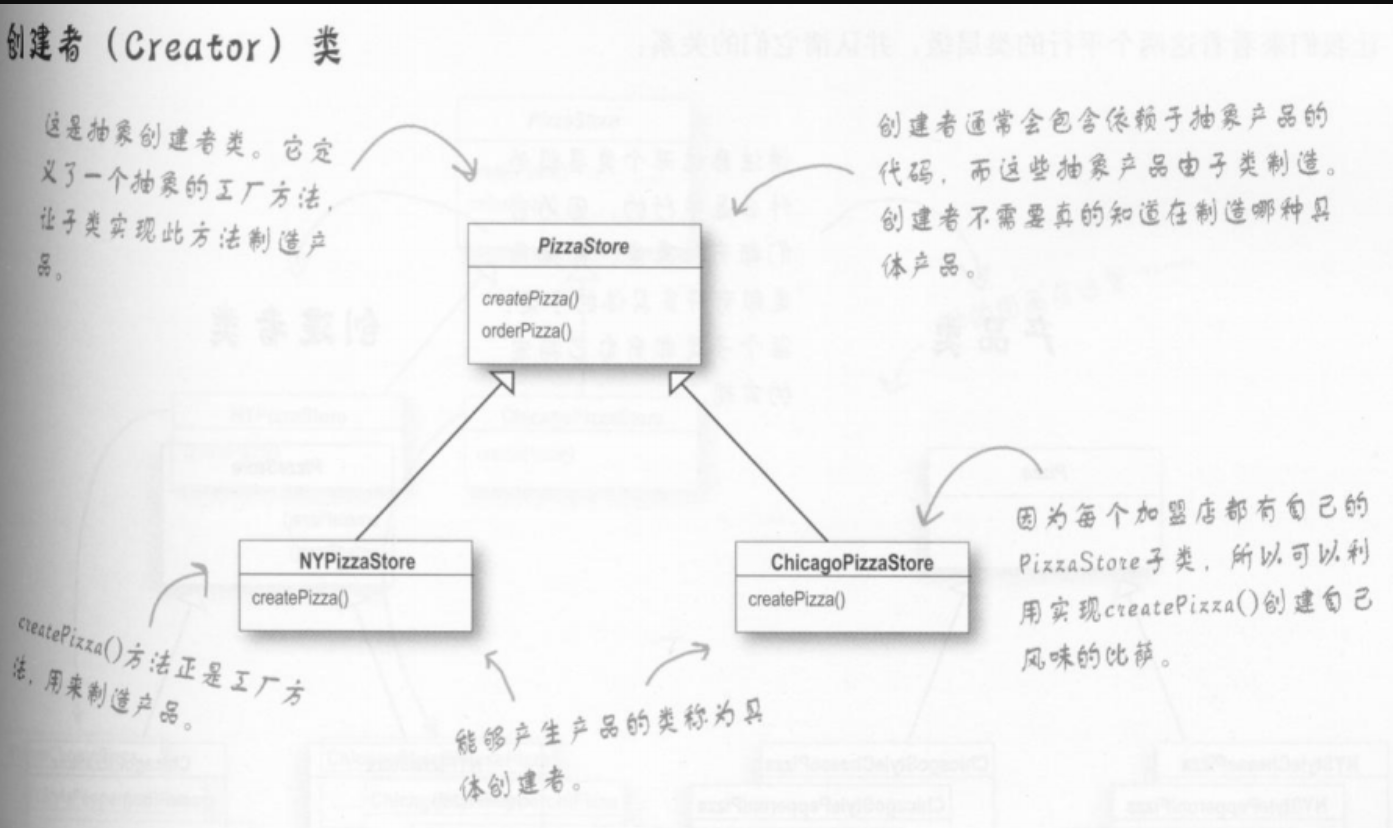 创建者（Creator）类
这是抽象创建者类。它定
义了一个抽象的工厂方法，
让子类实现此方法制造产
品。
创建者通常会包含依赖于抽象产品的
代码，而这些抽象产品由子类制造。
创建者不需要真的知道在制造哪种具
体产品。
PizzaStore
createPizza()
orderPizza()
NYPizzaStore
createPizza()
ChicagoPizzaStore
createPizza()
因为每个加盟店都有自己的
PizzaStore子类，所以可以利
用实现createPizza()创建自己
风味的比萨。
createPizza()方法正是工厂方
法，用来制造产品。
能够产生产品的类称为具
体创建者。